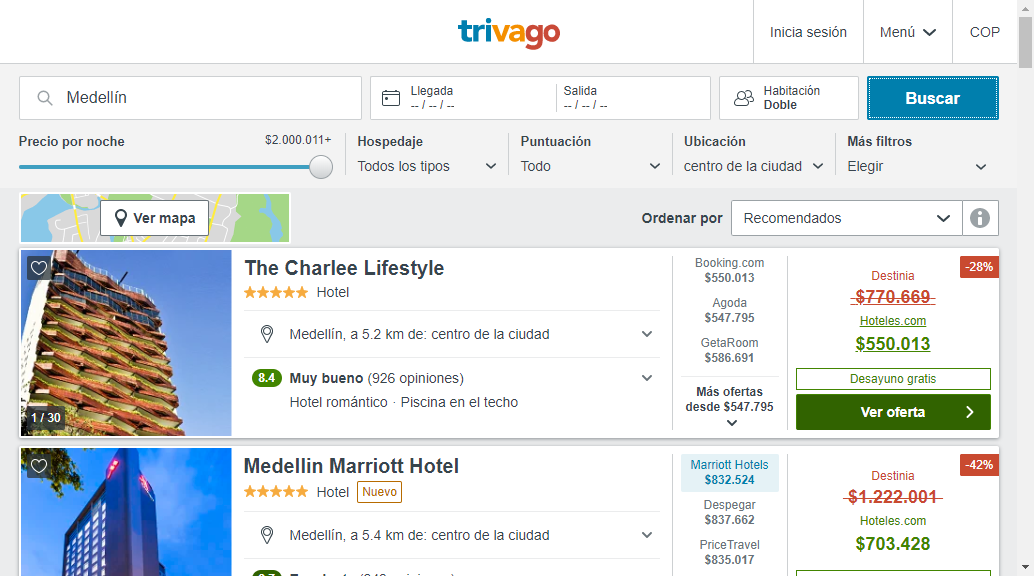 trivago
Inicia sesión
Menú
COP
Medellín
Llegada
-- / -- / --
Salida
-- / -- / --
Habitación
Doble
Buscar
Precio por noche
$2.000.011+
Hospedaje
Todos los tipos
Puntuación
Todo
Ubicación
centro de la ciudad
Más filtros
Elegir
Ver mapa
Ordenar por
Recomendados
1 / 30
The Charlee Lifestyle
Hotel
Medellín, a 5.2 km de: centro de la ciudad
8.4 Muy bueno (926 opiniones)
Hotel romántico · Piscina en el techo
Booking.com
$550.013
Agoda
$547.795
GetaRoom
$586.691
Más ofertas
desde $547.795
-28%
Destinia
$770.669
Hoteles.com
$550.013
Desayuno gratis
Ver oferta
Medellin Marriott Hotel
Hotel Nuevo
Medellín, a 5.4 km de: centro de la ciudad
Marriott Hotels
$832.524
Despegar
$837.662
PriceTravel
$835.017
-42%
Destinia
$1.222.001
Hoteles.com
$703.428